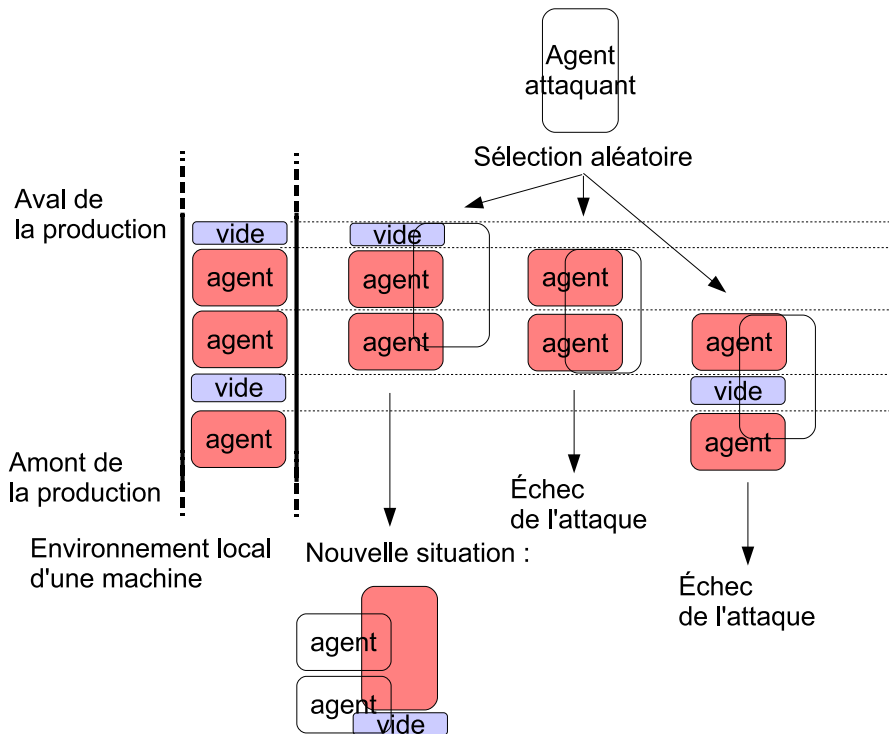 Agent
attaquant
Sélection aléatoire
Aval de
la production
vide
agent
agent
vide
agent
Amont de
la production
Environnement local
d'une machine
vide
agent
agent
agent
agent
agent
vide
agent
Échec
de l'attaque
Échec
de l'attaque
Nouvelle situation :
agent
agent
vide